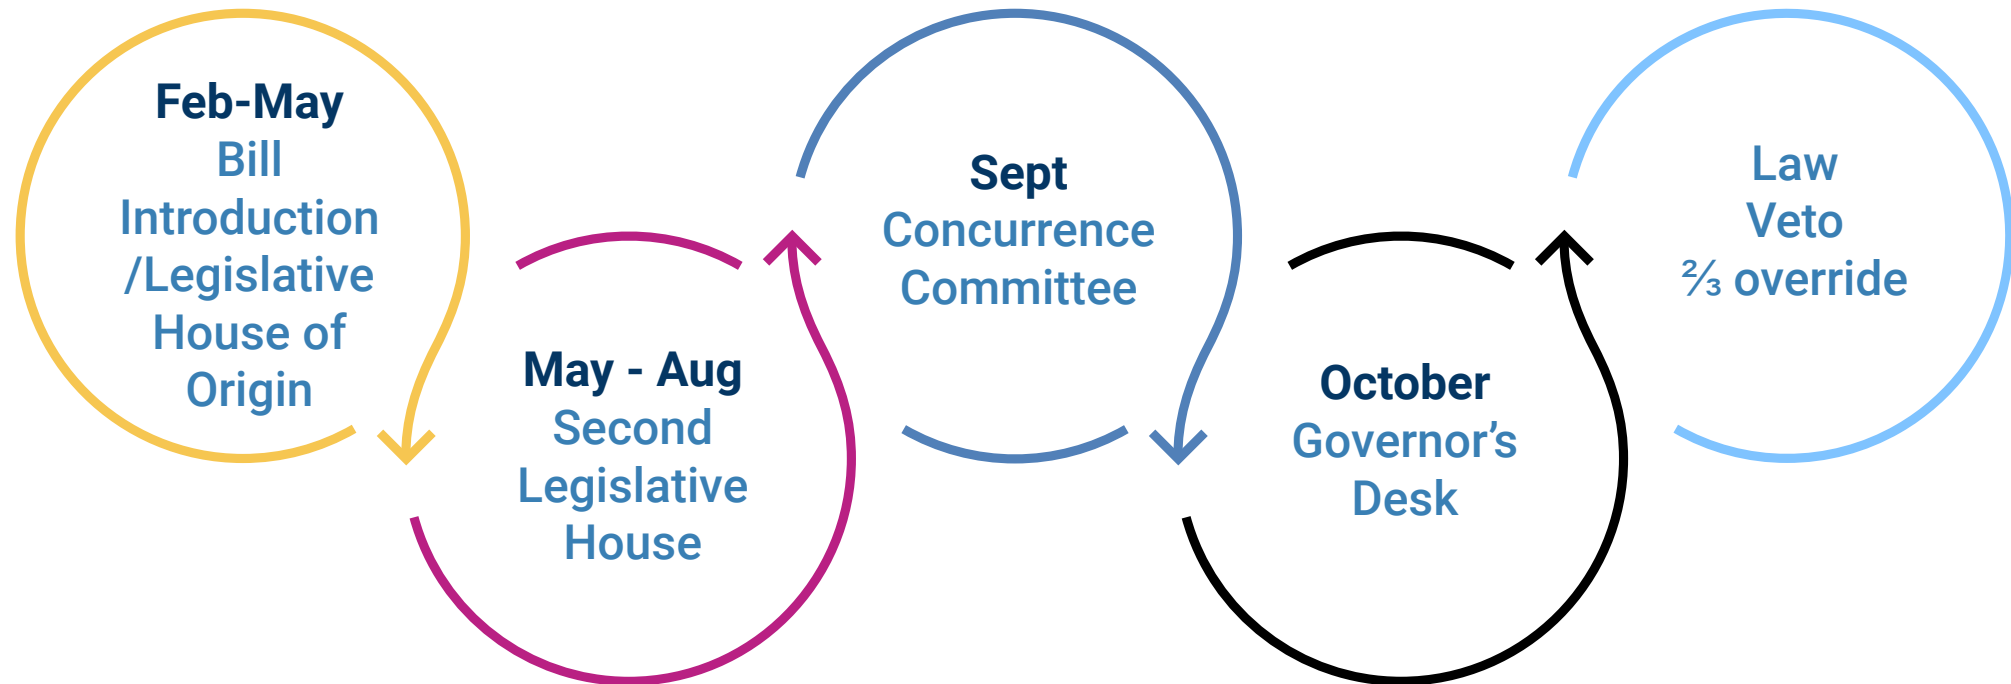 Feb-May
Bill
Introduction
/Legislative
House of
Origin
May - Aug
Second
Legislative
House
Sept
Concurrence
Committee
October
Governor’s
Desk
Law
Veto
⅔ override